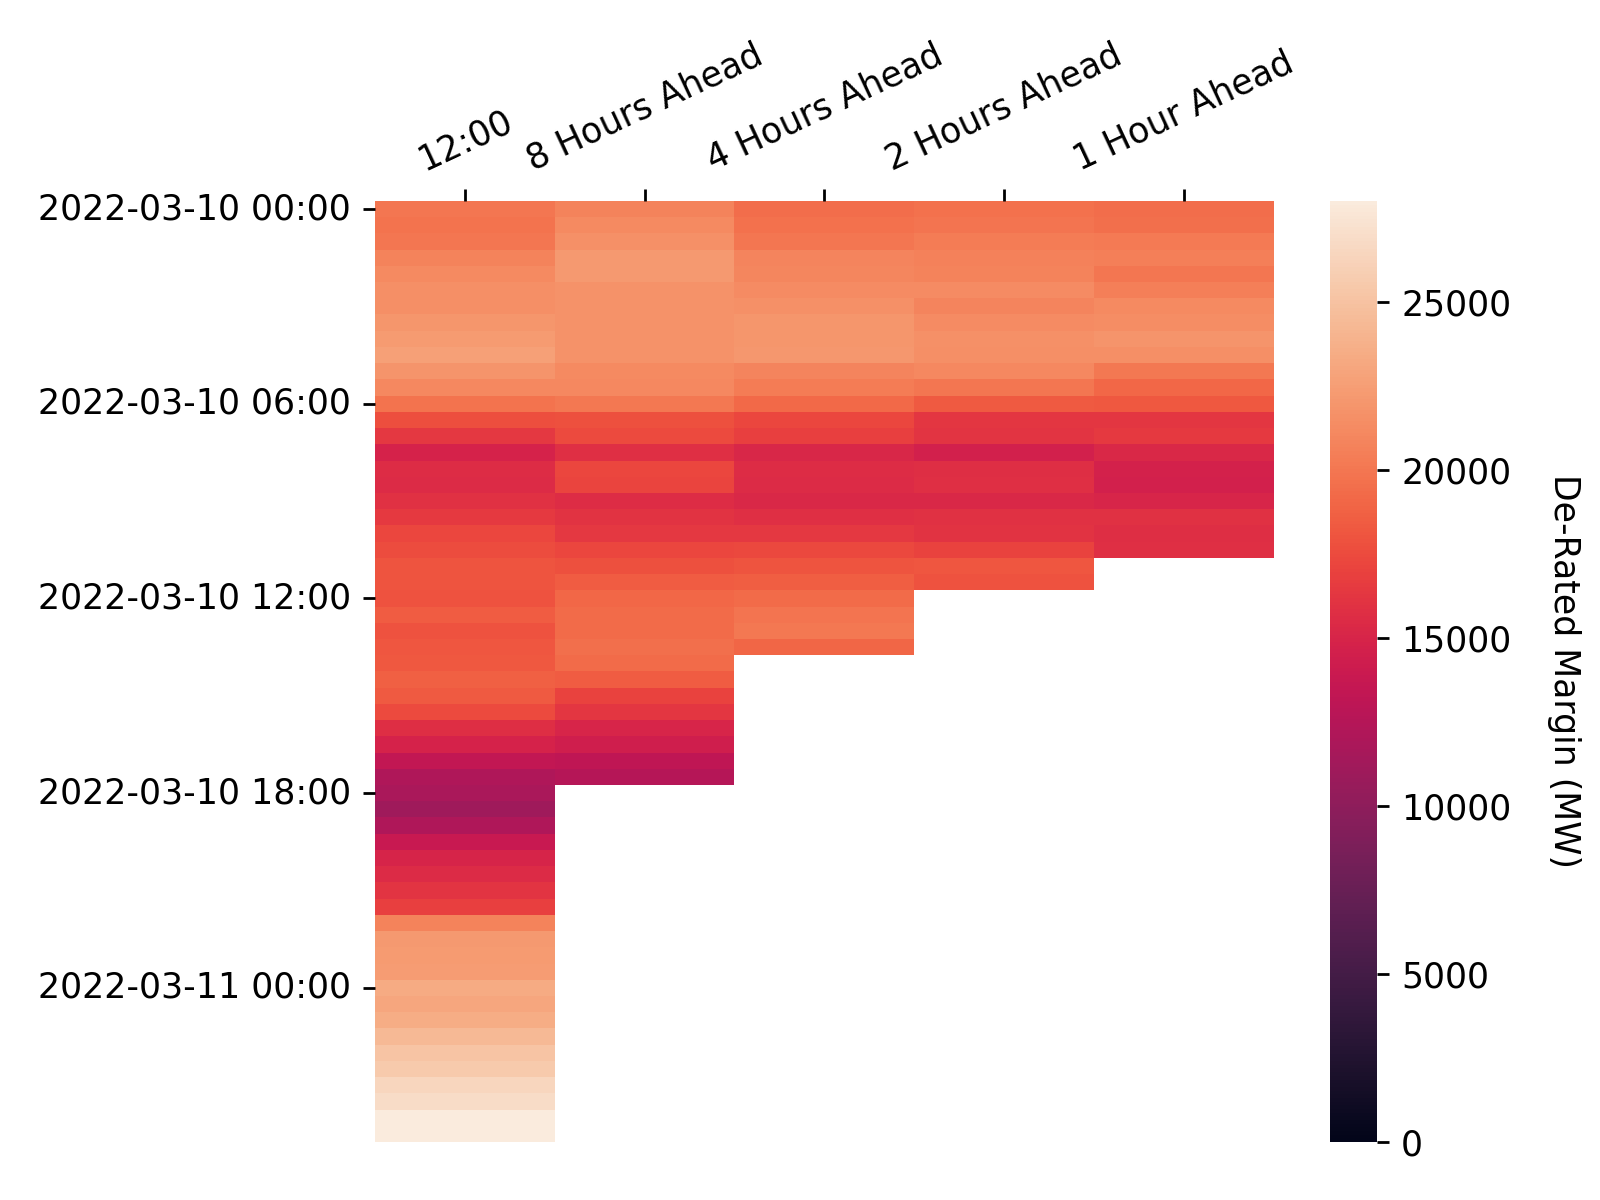 12:00
8 Hours Ahead
4 Hours Ahead
2 Hours Ahead
1 Hour Ahead
2022-03-10 00:00
2022-03-10 06:00
2022-03-10 12:00
2022-03-10 18:00
2022-03-11 00:00
25000
20000
15000
10000
5000
0
De-Rated Margin (MW)